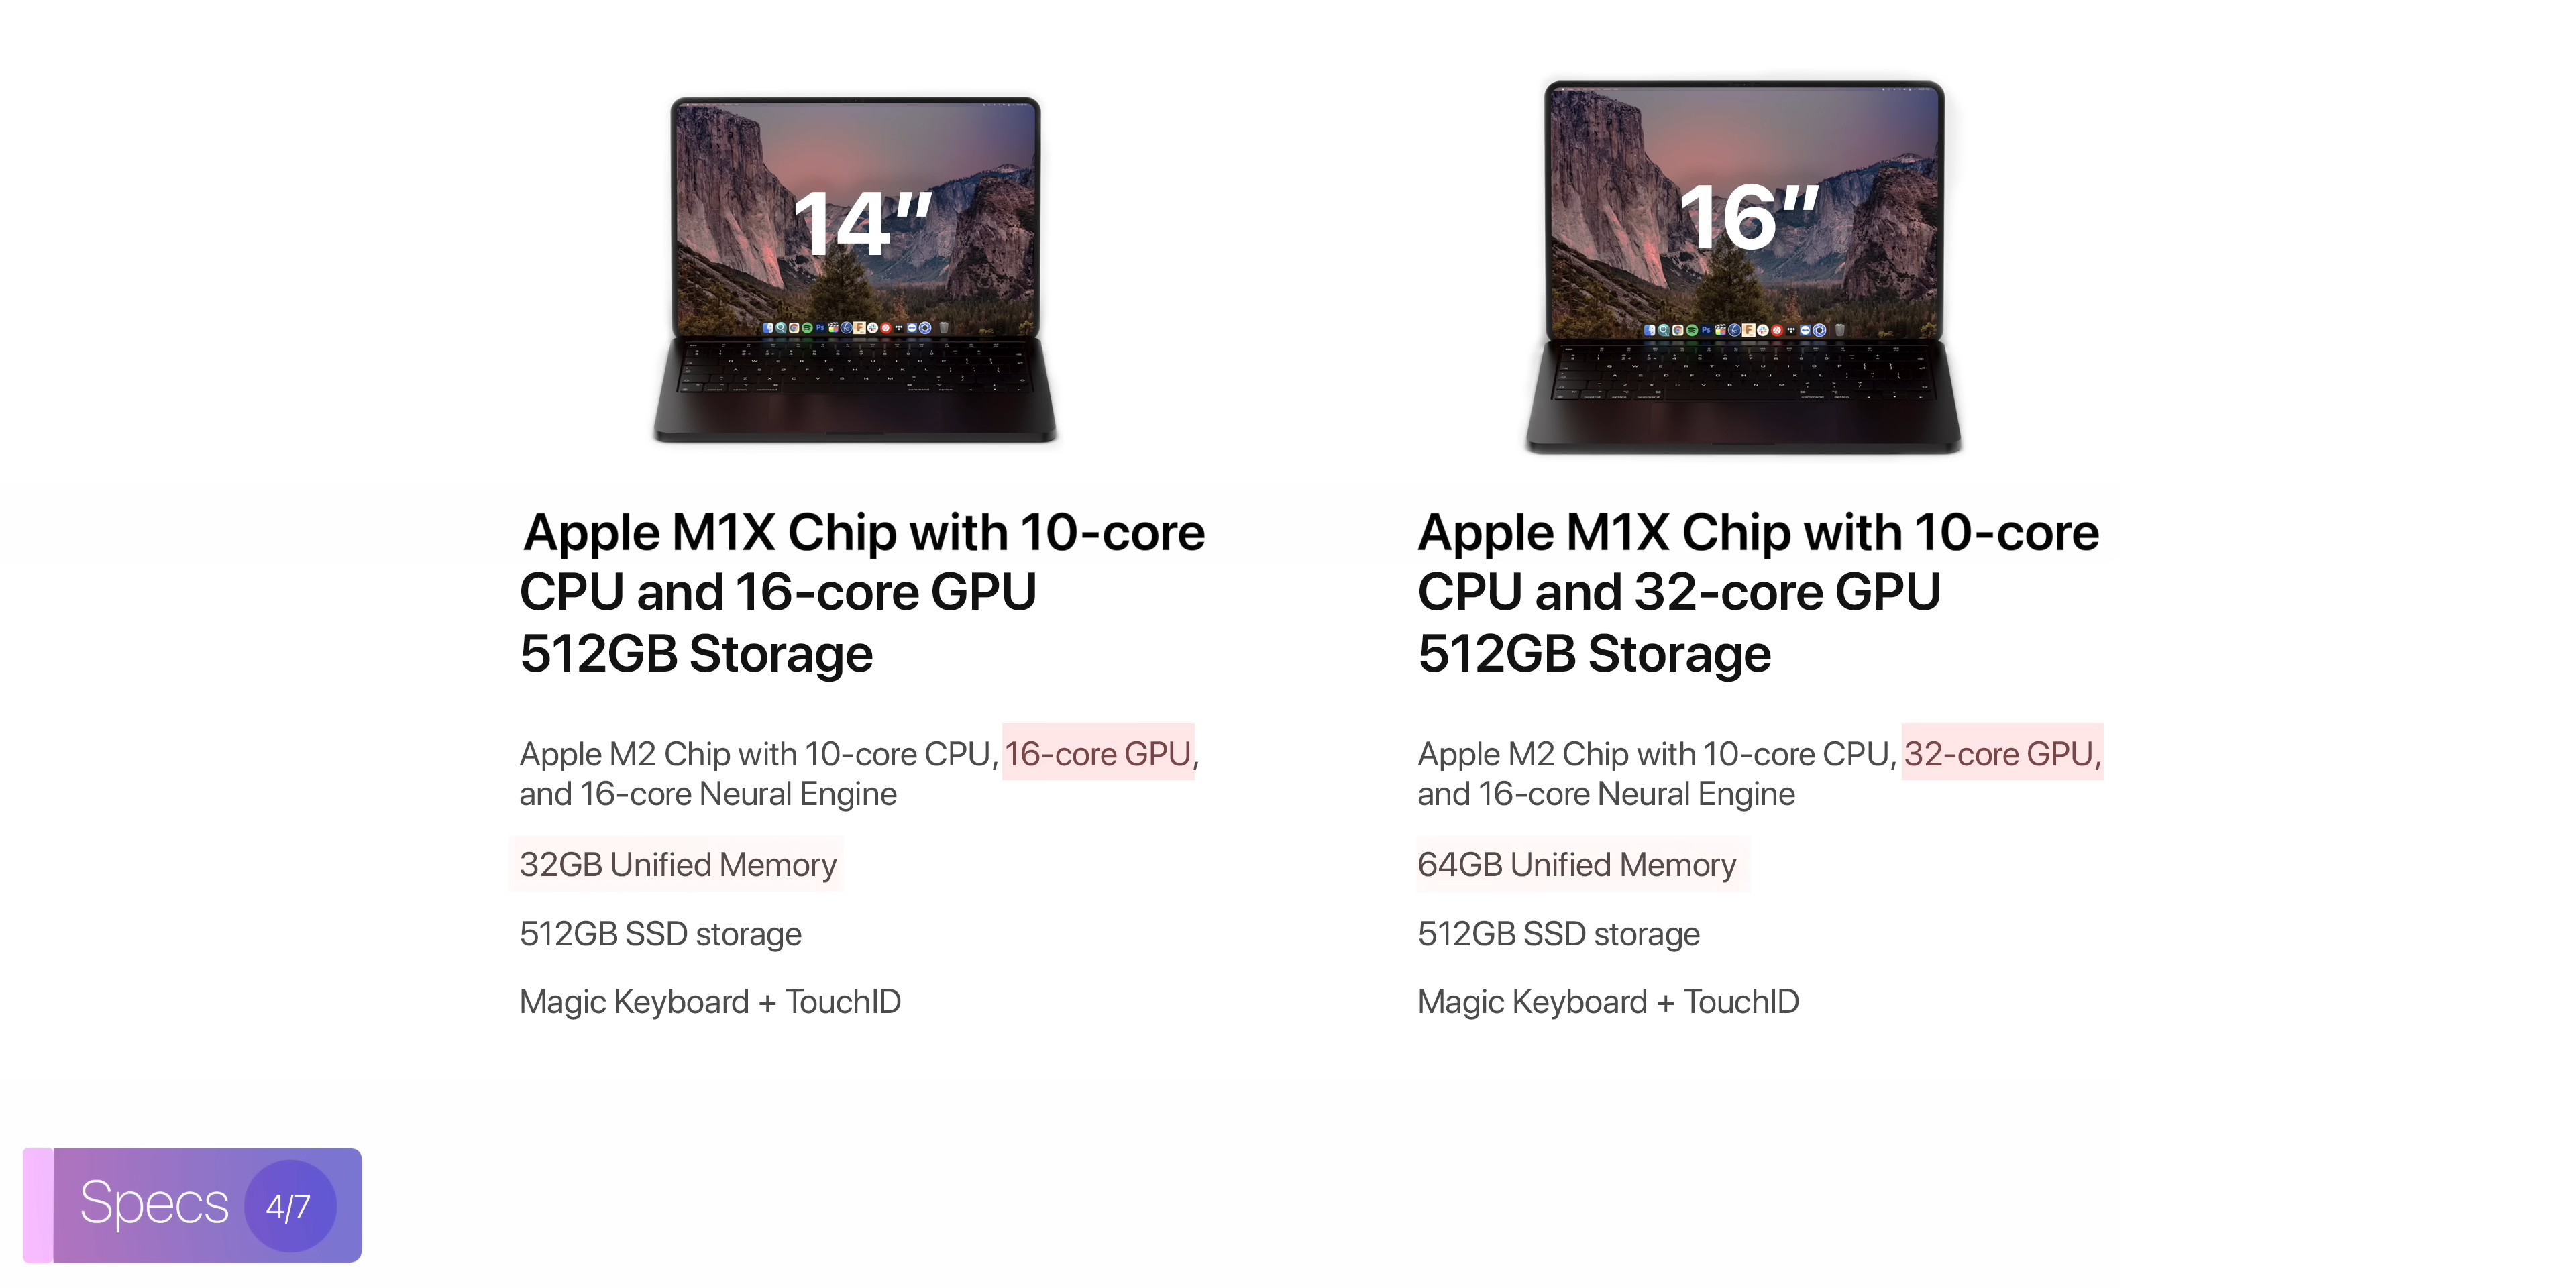 14"
Apple M1X Chip with 10-core
CPU and 16-core GPU
512GB Storage
Apple M2 Chip with 10-core CPU, 16-core GPU,
and 16-core Neural Engine
32GB Unified Memory
512GB SSD storage
Magic Keyboard + TouchID
16"
Apple M1X Chip with 10-core
CPU and 32-core GPU
512GB Storage
Apple M2 Chip with 10-core CPU, 32-core GPU,
and 16-core Neural Engine
64GB Unified Memory
512GB SSD storage
Magic Keyboard + TouchID
Specs 4/7